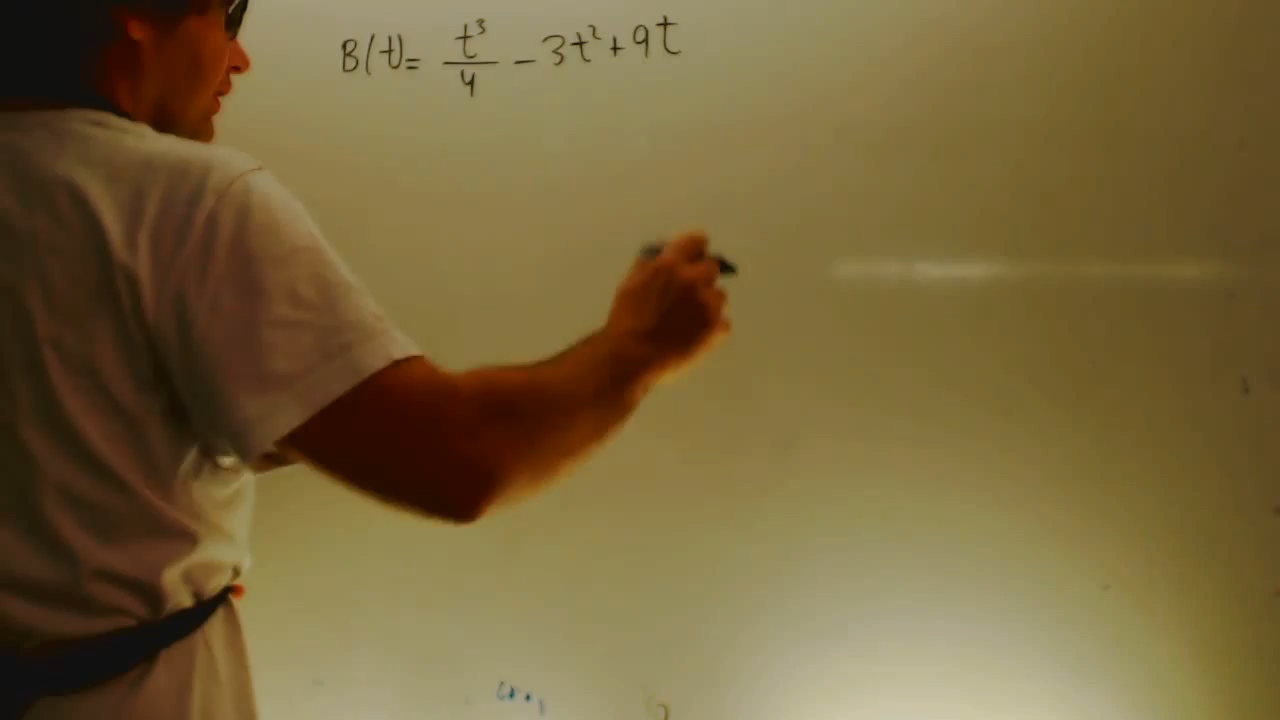 B(t)= t³/4 - 3t² + 9t